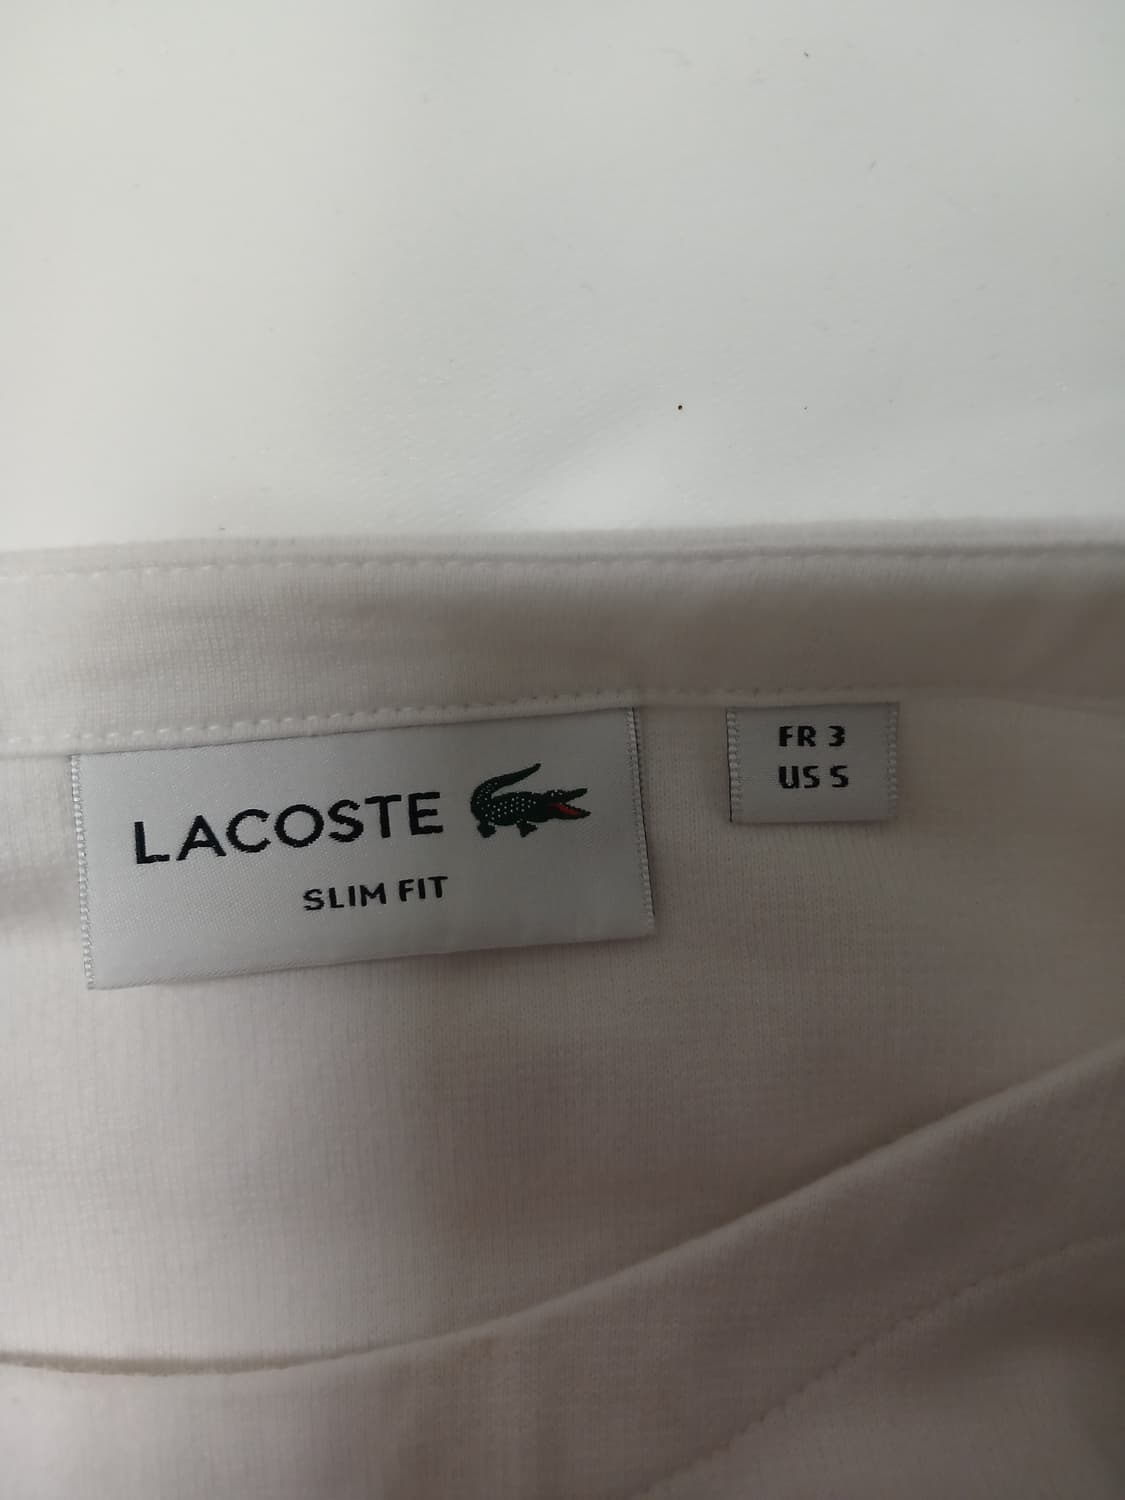 LACOSTE
SLIM FIT
FR 3
US S